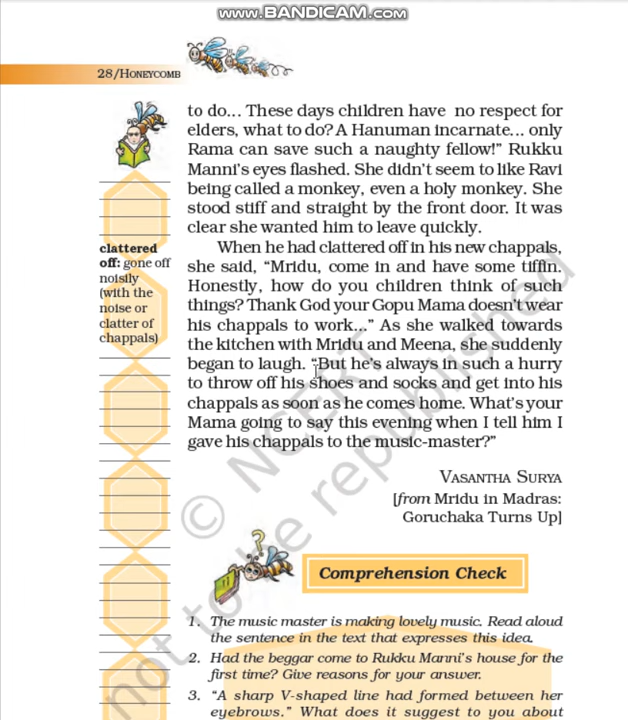 www.BANDICAM.com
28/HONEYCOMB
to do... These days children have no respect for
elders, what to do? A Hanuman incarnate... only
Rama can save such a naughty fellow!” Rukku
Manni’s eyes flashed. She didn’t seem to like Ravi
being called a monkey, even a holy monkey. She
stood stiff and straight by the front door. It was
clear she wanted him to leave quickly.
clattered
off: gone off
noisily
(with the
noise or
clatter of
chappals)
When he had clattered off in his new chappals,
she said, “Mridu, come in and have some tiffin.
Honestly, how do you children think of such
things? Thank God your Gopu Mama doesn’t wear
his chappals to work...” As she walked towards
the kitchen with Mridu and Meena, she suddenly
began to laugh. “But he’s always in such a hurry
to throw off his shoes and socks and get into his
chappals as soon as he comes home. What’s your
Mama going to say this evening when I tell him I
gave his chappals to the music-master?”
VASANTHA SURYA
[from Mridu in Madras:
Goruchaka Turns Up]
Comprehension Check
1. The music master is making lovely music. Read aloud
the sentence in the text that expresses this idea.
2. Had the beggar come to Rukku Manni’s house for the
first time? Give reasons for your answer.
3. “A sharp V-shaped line had formed between her
eyebrows.” What does it suggest to you about
© NCERT
not to be republished